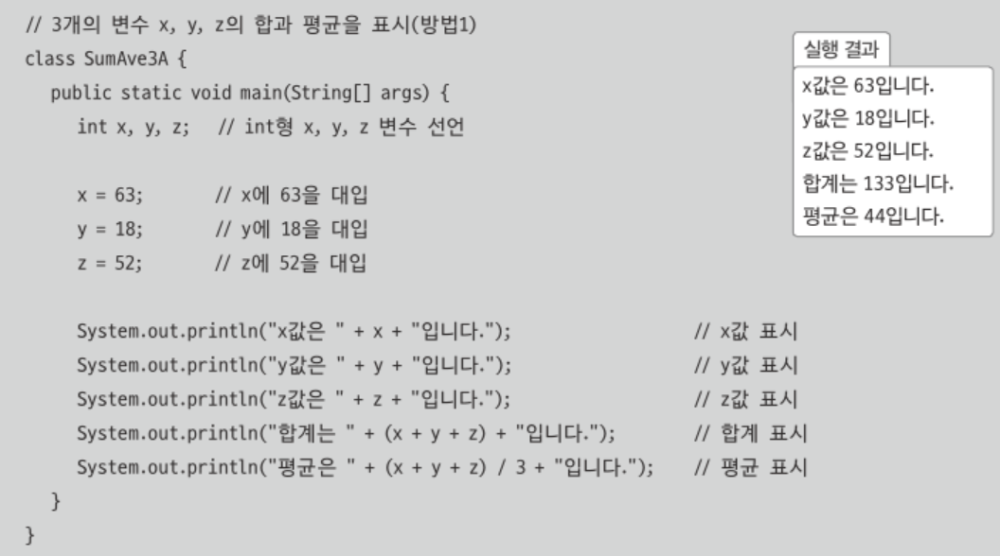 // 3개의 변수 x, y, z의 합과 평균을 표시(방법1)
class SumAve3A {
public static void main(String[] args) {
int x, y, z; // int형 x, y, z 변수 선언
x = 63; // x에 63을 대입
y = 18; // y에 18을 대입
z = 52; // z에 52을 대입
System.out.println("x값은 " + x + "입니다."); // x값 표시
System.out.println("y값은 " + y + "입니다."); // y값 표시
System.out.println("z값은 " + z + "입니다."); // z값 표시
System.out.println("합계는 " + (x + y + z) + "입니다."); // 합계 표시
System.out.println("평균은 " + (x + y + z) / 3 + "입니다."); // 평균 표시
}
}
실행 결과
x값은 63입니다.
y값은 18입니다.
z값은 52입니다.
합계는 133입니다.
평균은 44입니다.